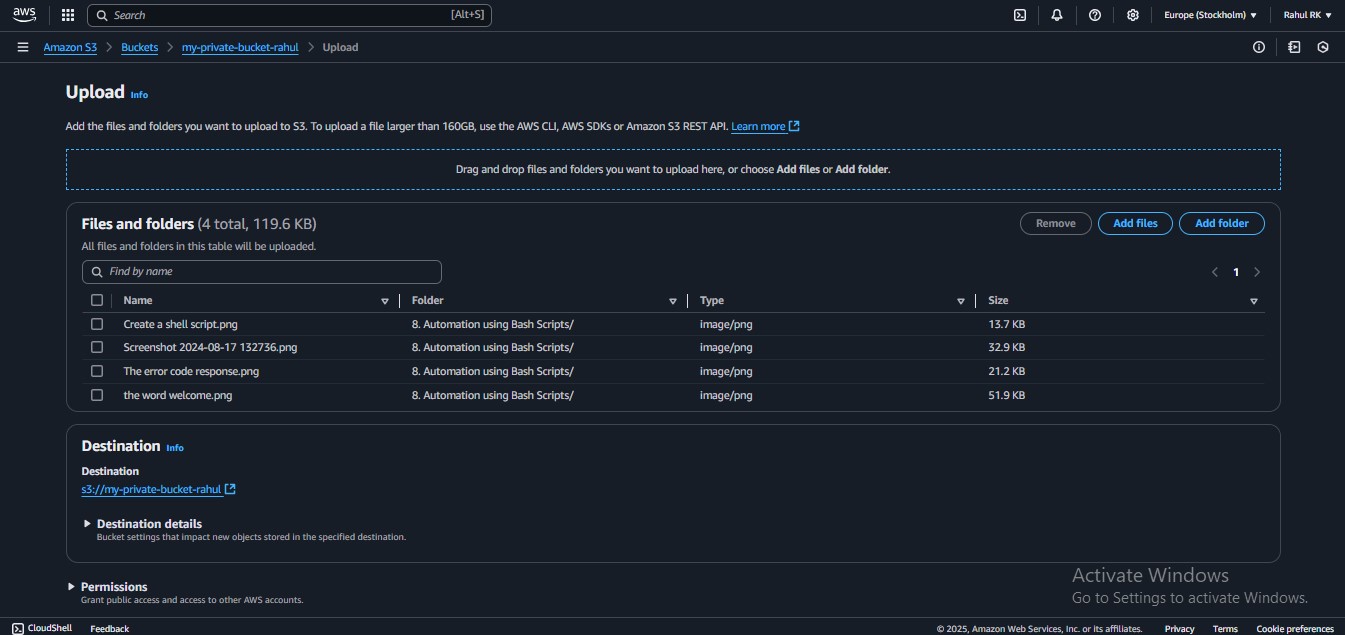 aws Search [Alt+S] Europe (Stockholm) Rahul RK
Amazon S3 > Buckets > my-private-bucket-rahul > Upload
Upload Info
Add the files and folders you want to upload to S3. To upload a file larger than 160GB, use the AWS CLI, AWS SDKs or Amazon S3 REST API. Learn more
Drag and drop files and folders you want to upload here, or choose Add files or Add folder.
Files and folders (4 total, 119.6 KB) Remove Add files Add folder
All files and folders in this table will be uploaded.
Find by name 1
Name Folder Type Size
Create a shell script.png 8. Automation using Bash Scripts/ image/png 13.7 KB
Screenshot 2024-08-17 132736.png 8. Automation using Bash Scripts/ image/png 32.9 KB
The error code response.png 8. Automation using Bash Scripts/ image/png 21.2 KB
the word welcome.png 8. Automation using Bash Scripts/ image/png 51.9 KB
Destination Info
Destination
s3://my-private-bucket-rahul
Destination details
Bucket settings that impact new objects stored in the specified destination.
Permissions
Grant public access and access to other AWS accounts.
Activate Windows
Go to Settings to activate Windows.
CloudShell Feedback © 2025, Amazon Web Services, Inc. or its affiliates. Privacy Terms Cookie preferences